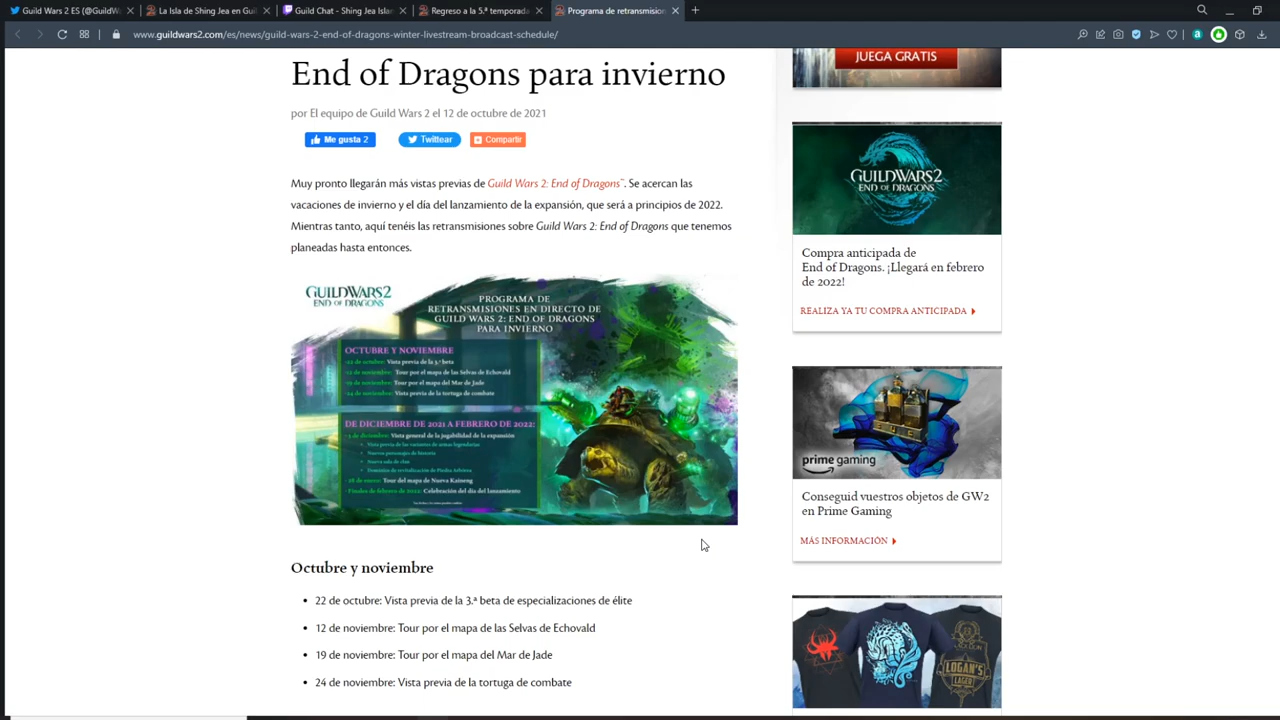 Guild Wars 2 ES (@GuildW
La Isla de Shing Jea en Guil
Guild Chat - Shing Jea Islan
Regreso a la 5.ª temporada
Programa de retransmision
www.guildwars2.com/es/news/guild-wars-2-end-of-dragons-winter-livestream-broadcast-schedule/
End of Dragons para invierno
por El equipo de Guild Wars 2 el 12 de octubre de 2021
Me gusta 2
Twittear
Compartir
Muy pronto llegarán más vistas previas de Guild Wars 2: End of Dragons™. Se acercan las
vacaciones de invierno y el día del lanzamiento de la expansión, que será a principios de 2022.
Mientras tanto, aquí tenéis las retransmisiones sobre Guild Wars 2: End of Dragons que tenemos
planeadas hasta entonces.
GUILDWARS2
END OF DRAGONS
PROGRAMA DE
RETRANSMISIONES EN DIRECTO DE
GUILD WARS 2: END OF DRAGONS
PARA INVIERNO
OCTUBRE Y NOVIEMBRE
·22 de octubre: Vista previa de la 3.ª beta
·12 de noviembre: Tour por el mapa de las Selvas de Echovald
·19 de noviembre: Tour por el mapa del Mar de Jade
·24 de noviembre: Vista previa de la tortuga de combate
DE DICIEMBRE DE 2021 A FEBRERO DE 2022:
· 3 de diciembre: Vista general de la jugabilidad de la expansión
• Vista previa de las variantes de armas legendarias
• Nuevos personajes de historia
• Nueva sala de clan
• Dominios de revitalización de Piedra Arbórea
· 28 de enero: Tour del mapa de Nueva Kaineng
· Finales de febrero de 2022: Celebración del día del lanzamiento
Octubre y noviembre
• 22 de octubre: Vista previa de la 3.ª beta de especializaciones de élite
• 12 de noviembre: Tour por el mapa de las Selvas de Echovald
• 19 de noviembre: Tour por el mapa del Mar de Jade
• 24 de noviembre: Vista previa de la tortuga de combate
JUEGA GRATIS
GUILDWARS2
END OF DRAGONS
Compra anticipada de
End of Dragons. ¡Llegará en febrero
de 2022!
REALIZA YA TU COMPRA ANTICIPADA
prime gaming
Conseguid vuestros objetos de GW2
en Prime Gaming
MÁS INFORMACIÓN
LOGAN'S
LAGER